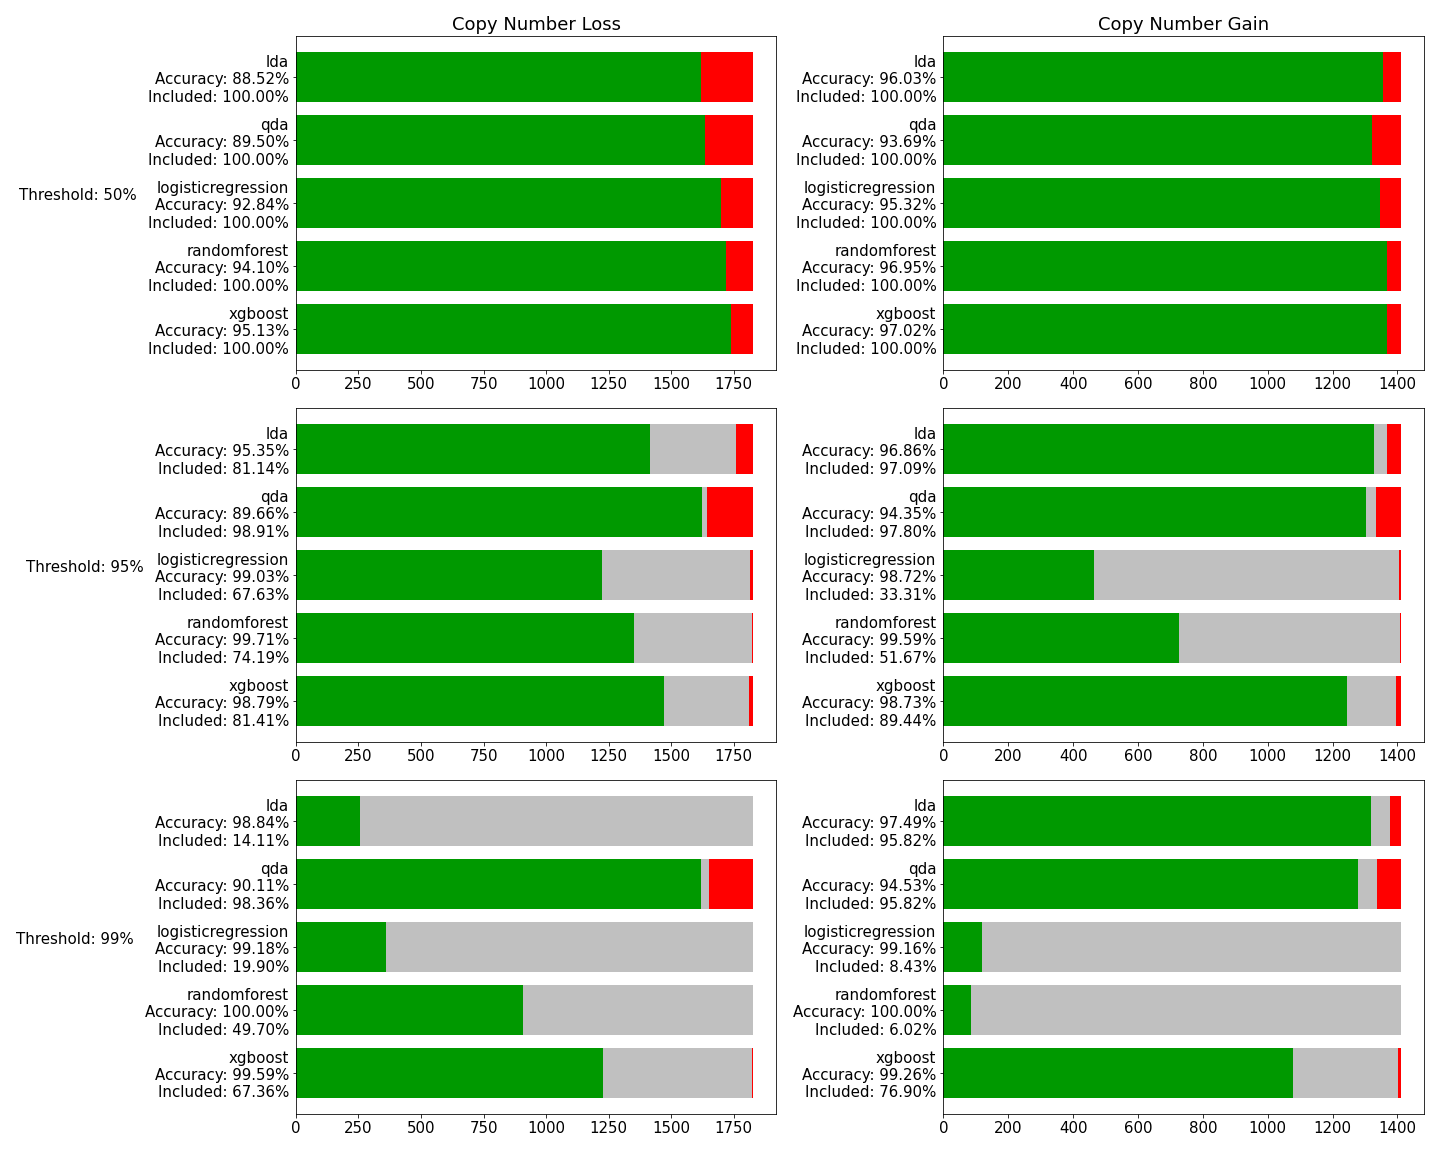 Copy Number Loss
Copy Number Gain
Threshold: 50%
lda
Accuracy: 88.52%
Included: 100.00%
qda
Accuracy: 89.50%
Included: 100.00%
logisticregression
Accuracy: 92.84%
Included: 100.00%
randomforest
Accuracy: 94.10%
Included: 100.00%
xgboost
Accuracy: 95.13%
Included: 100.00%
0 250 500 750 1000 1250 1500 1750
lda
Accuracy: 96.03%
Included: 100.00%
qda
Accuracy: 93.69%
Included: 100.00%
logisticregression
Accuracy: 95.32%
Included: 100.00%
randomforest
Accuracy: 96.95%
Included: 100.00%
xgboost
Accuracy: 97.02%
Included: 100.00%
0 200 400 600 800 1000 1200 1400
Threshold: 95%
lda
Accuracy: 95.35%
Included: 81.14%
qda
Accuracy: 89.66%
Included: 98.91%
logisticregression
Accuracy: 99.03%
Included: 67.63%
randomforest
Accuracy: 99.71%
Included: 74.19%
xgboost
Accuracy: 98.79%
Included: 81.41%
0 250 500 750 1000 1250 1500 1750
lda
Accuracy: 96.86%
Included: 97.09%
qda
Accuracy: 94.35%
Included: 97.80%
logisticregression
Accuracy: 98.72%
Included: 33.31%
randomforest
Accuracy: 99.59%
Included: 51.67%
xgboost
Accuracy: 98.73%
Included: 89.44%
0 200 400 600 800 1000 1200 1400
Threshold: 99%
lda
Accuracy: 98.84%
Included: 14.11%
qda
Accuracy: 90.11%
Included: 98.36%
logisticregression
Accuracy: 99.18%
Included: 19.90%
randomforest
Accuracy: 100.00%
Included: 49.70%
xgboost
Accuracy: 99.59%
Included: 67.36%
0 250 500 750 1000 1250 1500 1750
lda
Accuracy: 97.49%
Included: 95.82%
qda
Accuracy: 94.53%
Included: 95.82%
logisticregression
Accuracy: 99.16%
Included: 8.43%
randomforest
Accuracy: 100.00%
Included: 6.02%
xgboost
Accuracy: 99.26%
Included: 76.90%
0 200 400 600 800 1000 1200 1400